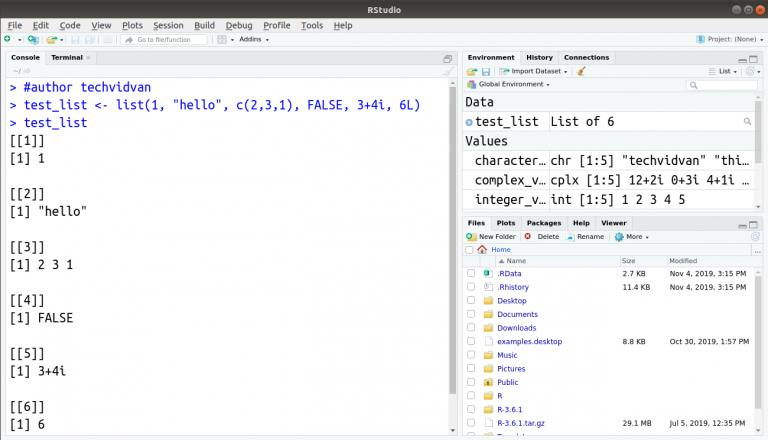 RStudio
File Edit Code View Plots Session Build Debug Profile Tools Help
Go to file/function Addins Project: (None)
Console Terminal
~/
> #author techvidvan
> test_list <- list(1, "hello", c(2,3,1), FALSE, 3+4i, 6L)
> test_list
[[1]]
[1] 1
[[2]]
[1] "hello"
[[3]]
[1] 2 3 1
[[4]]
[1] FALSE
[[5]]
[1] 3+4i
[[6]]
[1] 6
Environment History Connections
Import Dataset List
Global Environment
Data
test_list List of 6
Values
character… chr [1:5] "techvidvan" "thi…
complex_v… cplx [1:5] 12+2i 0+3i 4+1i …
integer_v… int [1:5] 1 2 3 4 5
Files Plots Packages Help Viewer
New Folder Delete Rename More
Home ...
Name Size Modified
.RData 2.7 KB Nov 4, 2019, 3:15 PM
.Rhistory 11.4 KB Nov 4, 2019, 3:15 PM
Desktop
Documents
Downloads
examples.desktop 8.8 KB Oct 30, 2019, 1:57 PM
Music
Pictures
Public
R
R-3.6.1
R-3.6.1.tar.gz 29.1 MB Jul 5, 2019, 12:35 PM